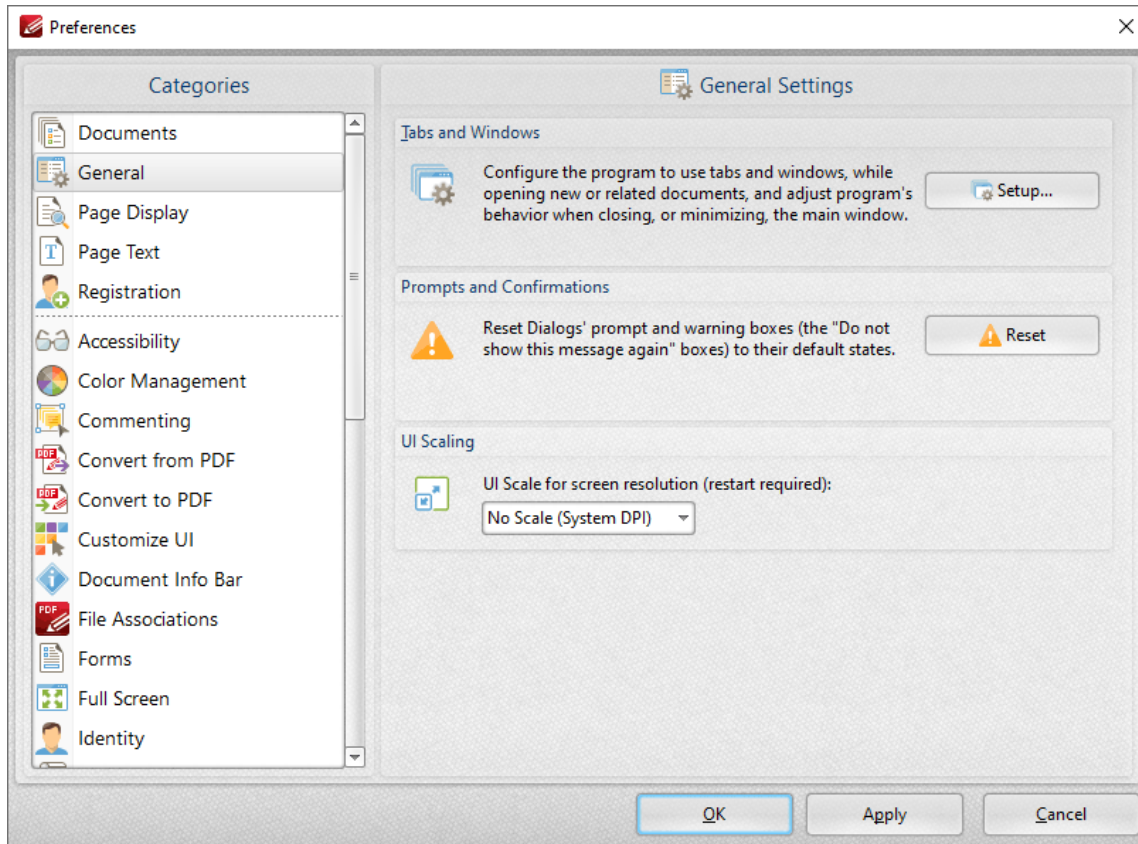 Preferences
Categories
Documents
General
Page Display
Page Text
Registration
Accessibility
Color Management
Commenting
PDF
Convert from PDF
PDF
Convert to PDF
Customize UI
Document Info Bar
PDF
File Associations
Forms
Full Screen
Identity
General Settings
Tabs and Windows
Configure the program to use tabs and windows, while
opening new or related documents, and adjust program's
behavior when closing, or minimizing, the main window.
Setup...
Prompts and Confirmations
Reset Dialogs' prompt and warning boxes (the "Do not
show this message again" boxes) to their default states.
Reset
UI Scaling
UI Scale for screen resolution (restart required):
No Scale (System DPI)
OK
Apply
Cancel